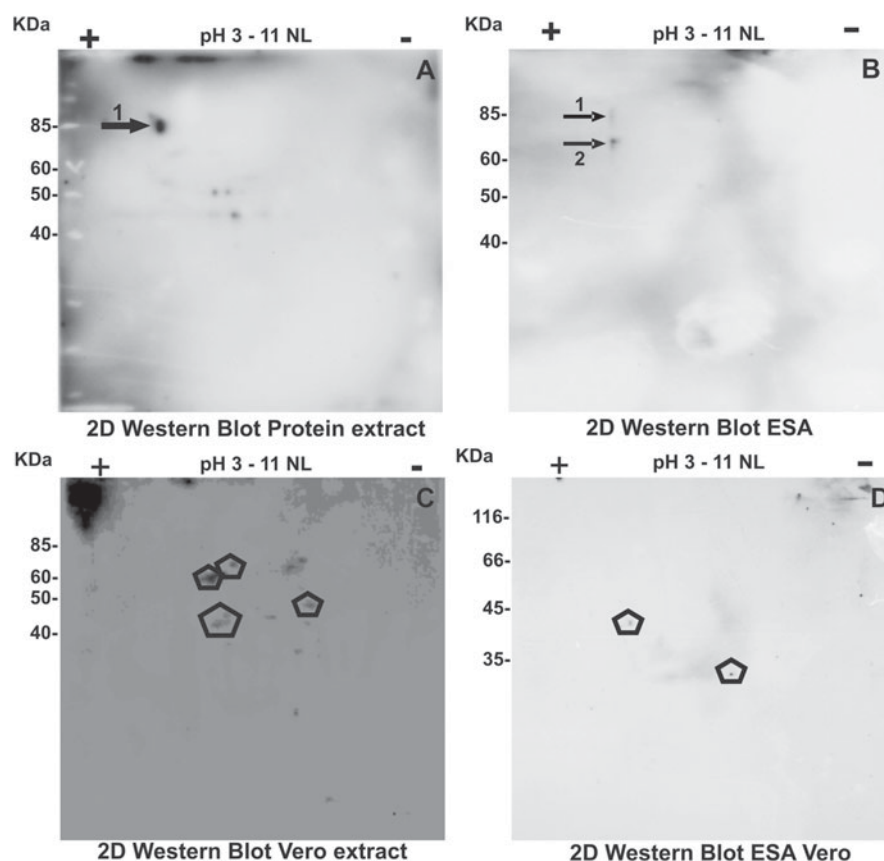 KDa
+ pH 3 - 11 NL -
A
1
85-
60-
50-
40-
2D Western Blot Protein extract
KDa
+ pH 3 - 11 NL -
B
85-
1
60-
2
50-
40-
2D Western Blot ESA
KDa
+ pH 3 - 11 NL -
C
85-
60-
50-
40-
2D Western Blot Vero extract
KDa
+ pH 3 - 11 NL -
D
116-
66-
45-
35-
2D Western Blot ESA Vero